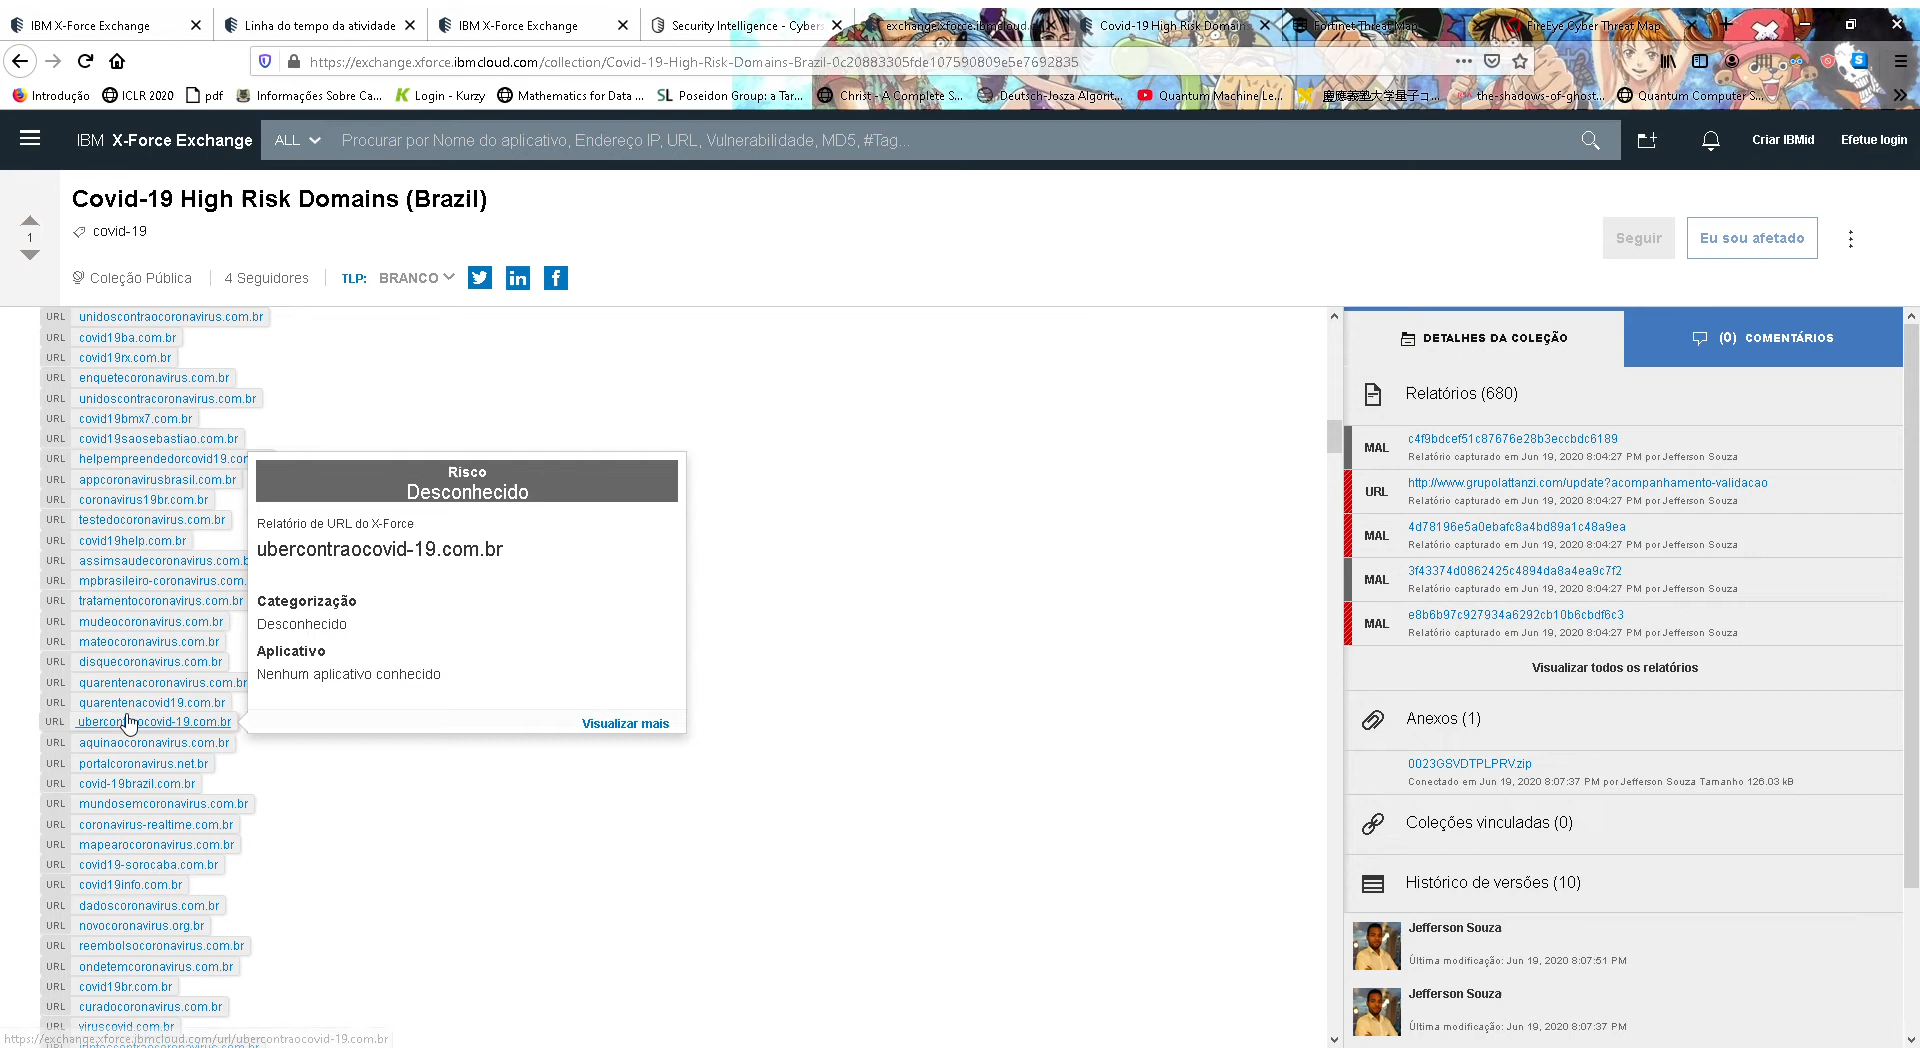 IBM X-Force Exchange
Linha do tempo da atividade
IBM X-Force Exchange
Security Intelligence - Cybers
exchange.xforce.ibmcloud.c
Covid-19 High Risk Domain
Fortinet Threat Map
FireEye Cyber Threat Map
https://exchange.xforce.ibmcloud.com/collection/Covid-19-High-Risk-Domains-Brazil-0c20883305fde107590809e5e7692835
Introdução
ICLR 2020
pdf
Informações Sobre Ca...
Login - Kurzy
Mathematics for Data ...
SL Poseidon Group: a Tar...
Christ - A Complete S...
Deutsch-Josza Algorit...
Quantum Machine Le...
慶應義塾大学量子コ...
the-shadows-of-ghost...
Quantum Computer S...
IBM X-Force Exchange
ALL
Procurar por Nome do aplicativo, Endereço IP, URL, Vulnerabilidade, MD5, #Tag...
Criar IBMid
Efetue login
Covid-19 High Risk Domains (Brazil)
1
covid-19
Seguir
Eu sou afetado
Coleção Pública
4 Seguidores
TLP: BRANCO
URL unidoscontraocoronavirus.com.br
URL covid19ba.com.br
URL covid19rx.com.br
URL enquetecoronavirus.com.br
URL unidoscontracoronavirus.com.br
URL covid19bmx7.com.br
URL covid19saosebastiao.com.br
URL helpempreendedorcovid19.com
URL appcoronavirusbrasil.com.br
URL coronavirus19br.com.br
URL testedocoronavirus.com.br
URL covid19help.com.br
URL assimsaudecoronavirus.com.b
URL mpbrasileiro-coronavirus.com.
URL tratamentocoronavirus.com.br
URL mudeocoronavirus.com.br
URL mateocoronavirus.com.br
URL disquecoronavirus.com.br
URL quarentenacoronavirus.com.br
URL quarentenacovid19.com.br
URL ubercontraocovid-19.com.br
URL aquinaocoronavirus.com.br
URL portalcoronavirus.net.br
URL covid-19brazil.com.br
URL mundosemcoronavirus.com.br
URL coronavirus-realtime.com.br
URL mapearocoronavirus.com.br
URL covid19-sorocaba.com.br
URL covid19info.com.br
URL dadoscoronavirus.com.br
URL novocoronavirus.org.br
URL reembolsocoronavirus.com.br
URL ondetemcoronavirus.com.br
URL covid19br.com.br
URL curadocoronavirus.com.br
URL viruscovid.com.br
https://exchange.xforce.ibmcloud.com/url/ubercontraocovid-19.com.br
Risco
Desconhecido
Relatório de URL do X-Force
ubercontraocovid-19.com.br
Categorização
Desconhecido
Aplicativo
Nenhum aplicativo conhecido
Visualizar mais
DETALHES DA COLEÇÃO
(0) COMENTÁRIOS
Relatórios (680)
MAL c4f9bdcef51c87676e28b3eccbdc6189
Relatório capturado em Jun 19, 2020 8:04:27 PM por Jefferson Souza
URL http://www.grupolattanzi.com/update?acompanhamento-validacao
Relatório capturado em Jun 19, 2020 8:04:27 PM por Jefferson Souza
MAL 4d78196e5a0ebafc8a4bd89a1c48a9ea
Relatório capturado em Jun 19, 2020 8:04:27 PM por Jefferson Souza
MAL 3f43374d0862425c4894da8a4ea9c7f2
Relatório capturado em Jun 19, 2020 8:04:27 PM por Jefferson Souza
MAL e8b6b97c927934a6292cb10b6cbdf6c3
Relatório capturado em Jun 19, 2020 8:04:27 PM por Jefferson Souza
Visualizar todos os relatórios
Anexos (1)
0023GSVDTPLPRV.zip
Conectado em Jun 19, 2020 8:07:37 PM por Jefferson Souza Tamanho 126.03 kB
Coleções vinculadas (0)
Histórico de versões (10)
Jefferson Souza
Última modificação: Jun 19, 2020 8:07:51 PM
Jefferson Souza
Última modificação: Jun 19, 2020 8:07:37 PM